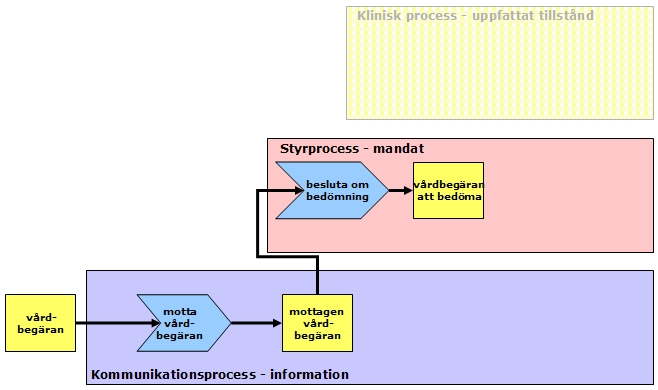 Klinisk process - uppfattat tillstånd
Styrprocess - mandat
besluta om
bedömning
vårdbegäran
att bedöma
vård-
begäran
motta
vård-
begäran
mottagen
vård-
begäran
Kommunikationsprocess - information